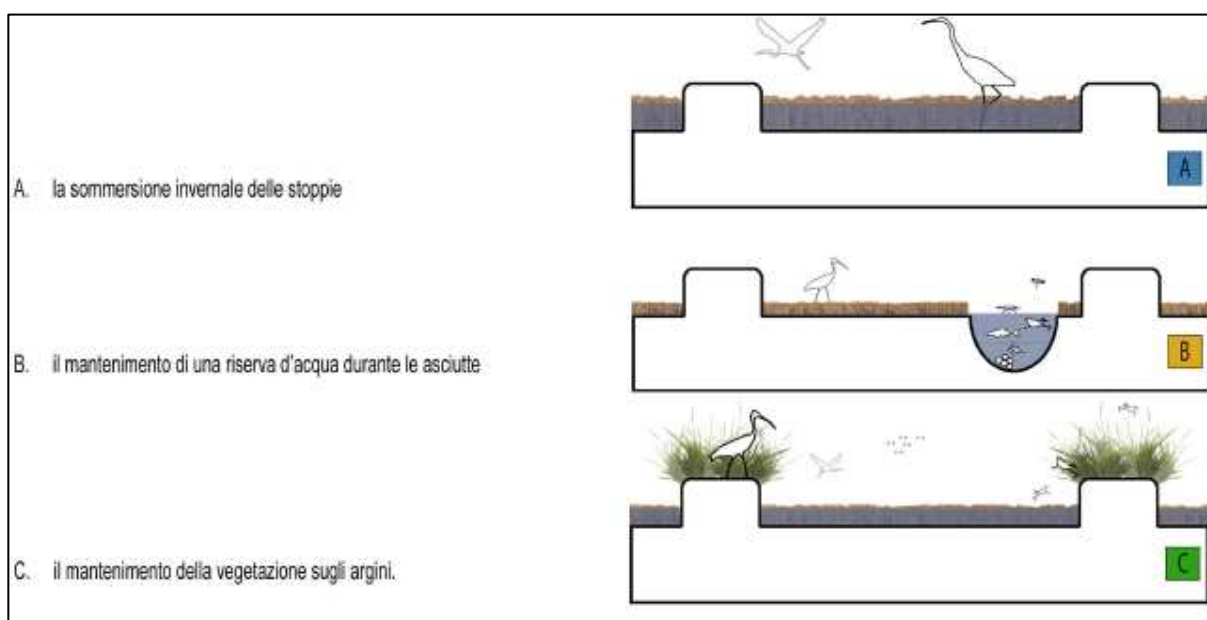 A
A. la sommersione invernale delle stoppie
B
B. il mantenimento di una riserva d'acqua durante le asciutte
C
C. il mantenimento della vegetazione sugli argini.